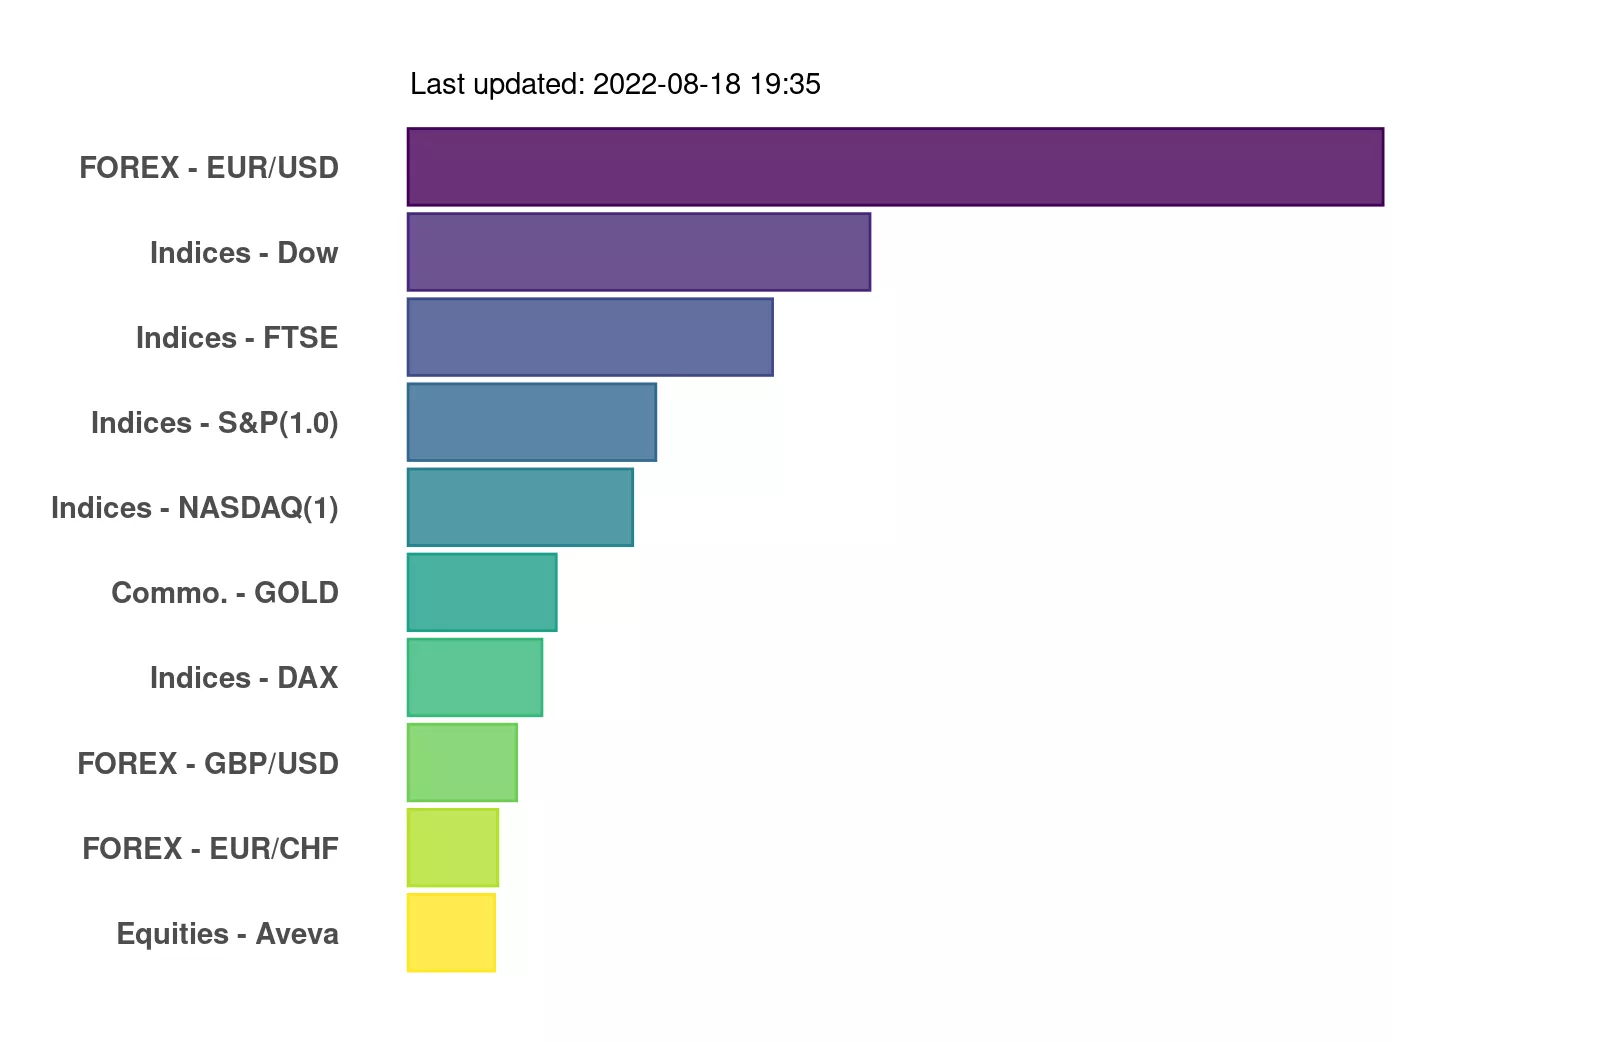 Last updated: 2022-08-18 19:35
FOREX - EUR/USD
Indices - Dow
Indices - FTSE
Indices - S&P(1.0)
Indices - NASDAQ(1)
Commo. - GOLD
Indices - DAX
FOREX - GBP/USD
FOREX - EUR/CHF
Equities - Aveva